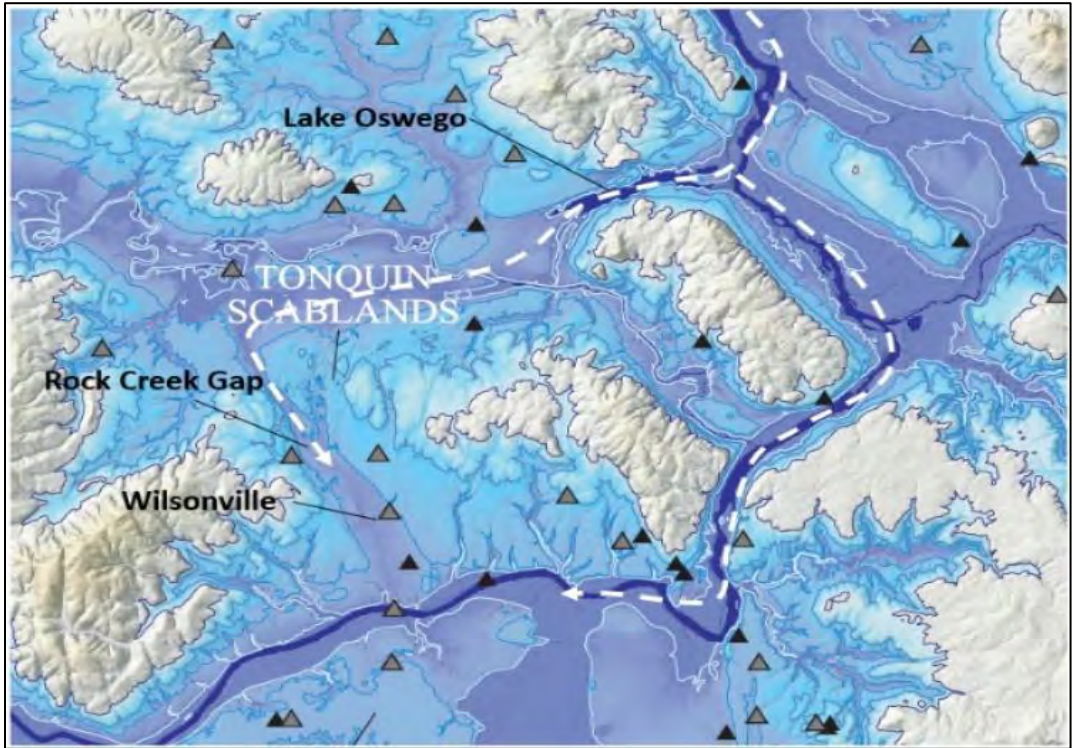 Lake Oswego
TONQUIN
SCABLANDS
Rock Creek Gap
Wilsonville